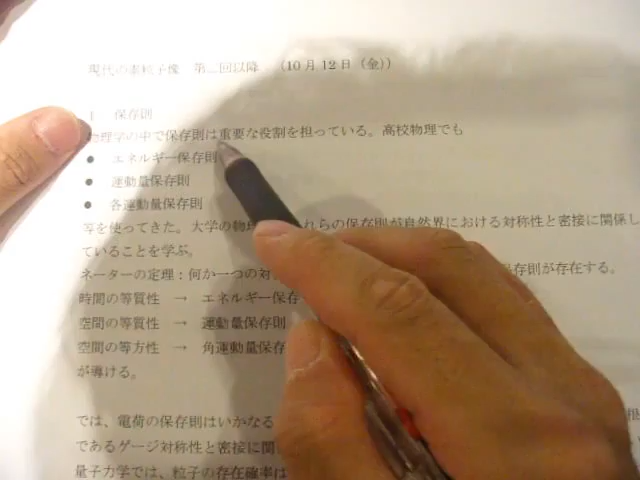 現代の素粒子像 第二回以降 (10月12日(金))
1 保存則
物理学の中で保存則は重要な役割を担っている。高校物理でも
● エネルギー保存則
● 運動量保存則
● 各運動量保存則
等を使ってきた。大学の物理 れらの保存則が自然界における対称性と密接に関係し
ていることを学ぶ。
ネーターの定理:何か一つの対 保存則が存在する。
時間の等質性 → エネルギー保存
空間の等質性 → 運動量保存則
空間の等方性 → 角運動量保存
が導ける。
では、電荷の保存則はいかなる
であるゲージ対称性と密接に関
量子力学では、粒子の存在確率は